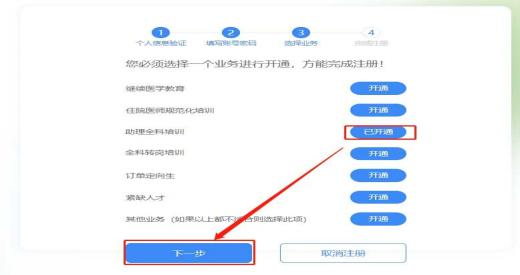 1 2 3 4
个人信息验证 填写账号密码 选择业务 完成注册
您必须选择一个业务进行开通，方能完成注册！
继续医学教育 开通
住院医师规范化培训 开通
助理全科培训 已开通
全科转岗培训 开通
订单定向生 开通
紧缺人才 开通
其他业务（如果以上都不适合则选择此项） 开通
下一步 取消注册